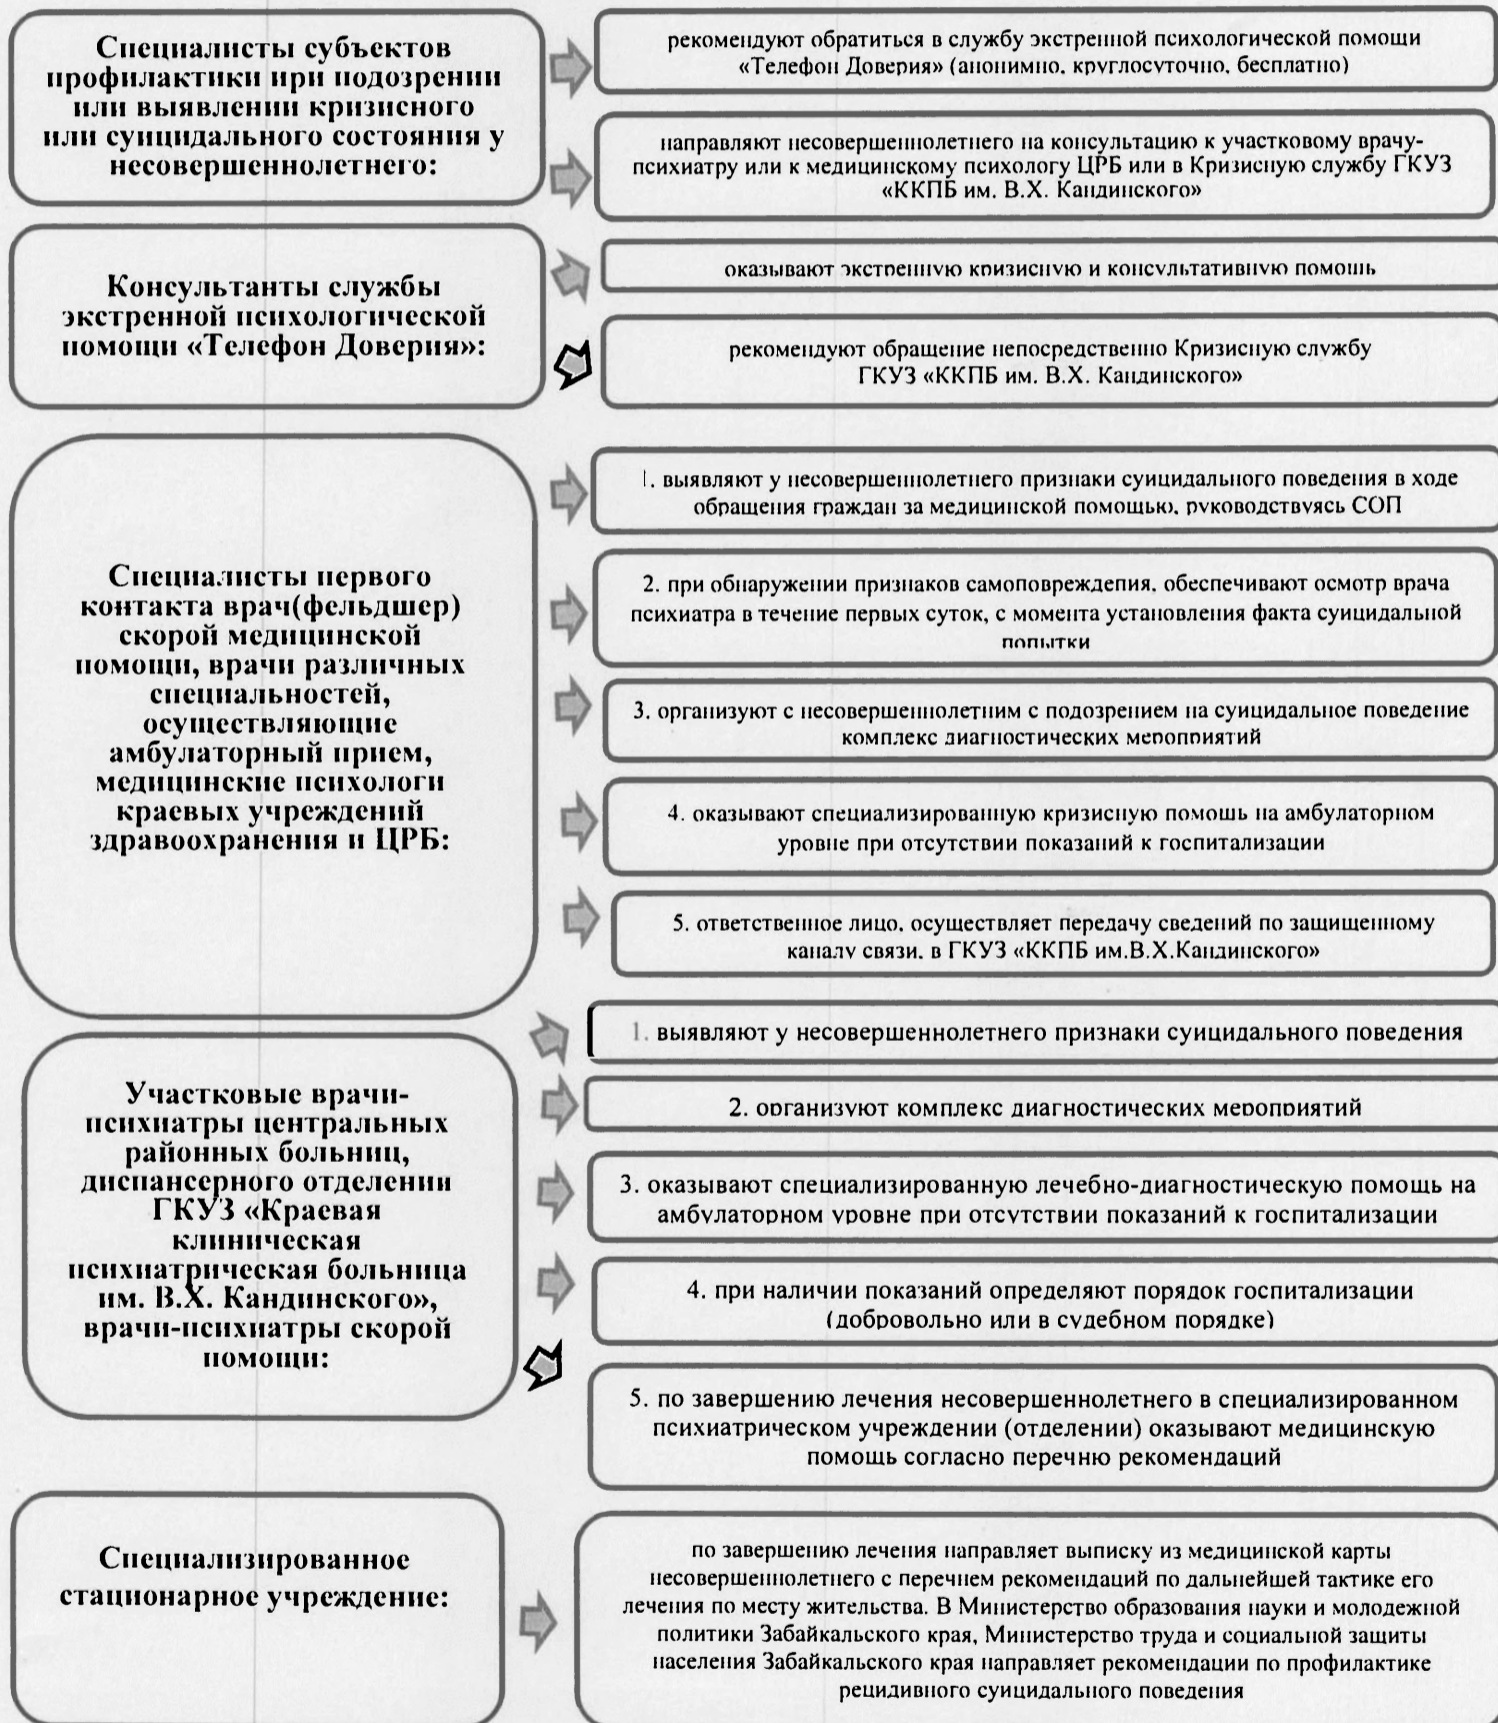 Специалисты субъектов
профилактики при подозрении
или выявлении кризисного
или суицидального состояния у
несовершеннолетнего:
рекомендуют обратиться в службу экстренной психологической помощи
«Телефон Доверия» (анонимно, круглосуточно, бесплатно)
направляют несовершеннолетнего на консультацию к участковому врачу-
психиатру или к медицинскому психологу ЦРБ или в Кризисную службу ГКУЗ
«ККПБ им. В.Х. Кандинского»
Консультанты службы
экстренной психологической
помощи «Телефон Доверия»:
оказывают экстренную кризисную и консультативную помощь
рекомендуют обращение непосредственно Кризисную службу
ГКУЗ «ККПБ им. В.Х. Кандинского»
Специалисты первого
контакта врач(фельдшер)
скорой медицинской
помощи, врачи различных
специальностей,
осуществляющие
амбулаторный прием,
медицинские психологи
краевых учреждений
здравоохранения и ЦРБ:
1. выявляют у несовершеннолетнего признаки суицидального поведения в ходе
обращения граждан за медицинской помощью, руководствуясь СОП
2. при обнаружении признаков самоповреждения, обеспечивают осмотр врача
психиатра в течение первых суток, с момента установления факта суицидальной
попытки
3. организуют с несовершеннолетним с подозрением на суицидальное поведение
комплекс диагностических мероприятий
4. оказывают специализированную кризисную помощь на амбулаторном
уровне при отсутствии показаний к госпитализации
5. ответственное лицо, осуществляет передачу сведений по защищенному
каналу связи, в ГКУЗ «ККПБ им.В.Х.Кандинского»
Участковые врачи-
психиатры центральных
районных больниц,
диспансерного отделении
ГКУЗ «Краевая
клиническая
психиатрическая больница
им. В.Х. Кандинского»,
врачи-психиатры скорой
помощи:
1. выявляют у несовершеннолетнего признаки суицидального поведения
2. организуют комплекс диагностических мероприятий
3. оказывают специализированную лечебно-диагностическую помощь на
амбулаторном уровне при отсутствии показаний к госпитализации
4. при наличии показаний определяют порядок госпитализации
(добровольно или в судебном порядке)
5. по завершению лечения несовершеннолетнего в специализированном
психиатрическом учреждении (отделении) оказывают медицинскую
помощь согласно перечню рекомендаций
Специализированное
стационарное учреждение:
по завершению лечения направляет выписку из медицинской карты
несовершеннолетнего с перечнем рекомендаций по дальнейшей тактике его
лечения по месту жительства. В Министерство образования науки и молодежной
политики Забайкальского края, Министерство труда и социальной защиты
населения Забайкальского края направляет рекомендации по профилактике
рецидивного суицидального поведения